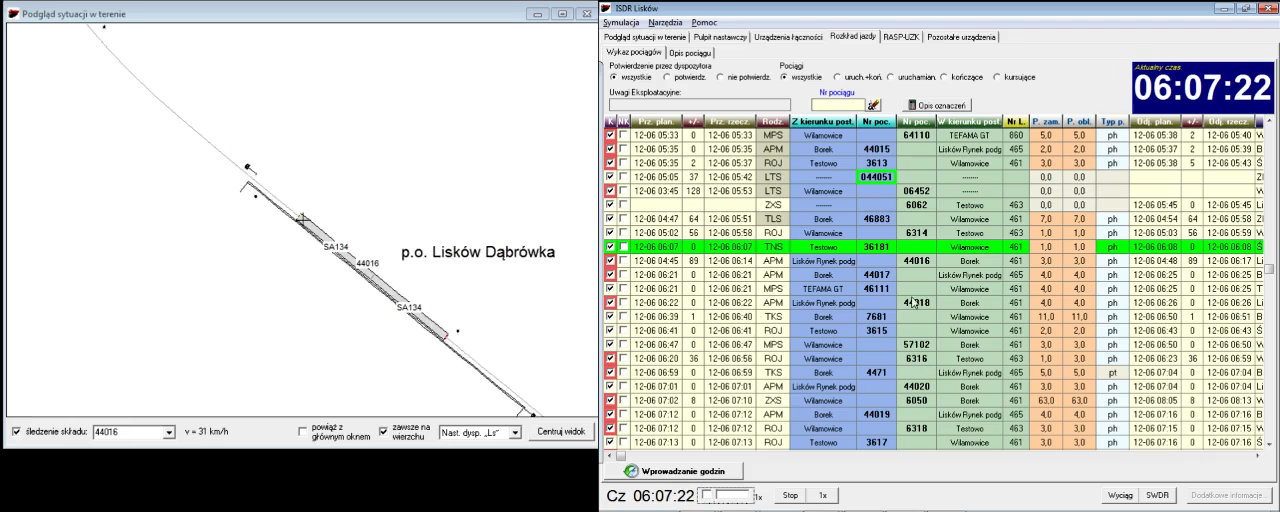 Podgląd sytuacji w terenie
SA134
44016
p.o. Lisków Dąbrówka
SA134
śledzenie składu:
44016
v = 31 km/h
powiąż z głównym oknem
zawsze na wierzchu
Nast. dysp. „Ls"
Centruj widok
ISDR Lisków
Symulacja Narzędzia Pomoc
Podgląd sytuacji w terenie Pulpit nastawczy Urządzenia łączności Rozkład jazdy RASP-UZK Pozostałe urządzenia
Wykaz pociągów Opis pociągu
Potwierdzenie przez dyspozytora Pociągi
wszystkie potwierdz. nie potwierdz. wszystkie uruch.+koń. uruchamian. kończące kursujące
Uwagi Eksploatacyjne: Nr pociągu
Opis oznaczeń
Aktualny czas
06:07:22
K NK Prz. plan. +/- Prz. rzecz. Rodz. Z kierunku post. Nr poc. Nr poc. W kierunku post. Nr L. P. zam. P. obl. Typ p. Odj. plan. +/- Odj. rzecz.
12-06 05:33 0 12-06 05:33 MPS Wilamowice 64110 TEFAMA GT 860 5,0 5,0 ph 12-06 05:38 2 12-06 05:40
12-06 05:35 0 12-06 05:35 APM Borek 44015 Lisków Rynek podg 465 2,0 2,0 ph 12-06 05:37 2 12-06 05:39
12-06 05:35 2 12-06 05:37 ROJ Testowo 3613 Wilamowice 461 3,0 3,0 ph 12-06 05:38 5 12-06 05:43
12-06 05:05 37 12-06 05:42 LTS -------- 044051 -------- 0,0 0,0
12-06 03:45 128 12-06 05:53 LTS Wilamowice 06452 -------- 0,0 0,0
ZXS -------- 6062 Testowo 463 0,0 0,0 12-06 05:45 0 12-06 05:45
12-06 04:47 64 12-06 05:51 TLS Borek 46883 Wilamowice 461 7,0 7,0 ph 12-06 04:54 64 12-06 05:58
12-06 05:02 56 12-06 05:58 ROJ Wilamowice 6314 Testowo 463 1,0 1,0 ph 12-06 05:03 56 12-06 05:59
12-06 06:07 0 12-06 06:07 TNS Testowo 36181 Wilamowice 461 1,0 1,0 ph 12-06 06:08 0 12-06 06:08
12-06 04:45 89 12-06 06:14 APM Lisków Rynek podg 44016 Borek 461 3,0 3,0 ph 12-06 04:48 89 12-06 06:17
12-06 06:21 0 12-06 06:21 APM Borek 44017 Lisków Rynek podg 465 4,0 4,0 ph 12-06 06:25 0 12-06 06:25
12-06 06:21 0 12-06 06:21 MPS TEFAMA GT 46111 Wilamowice 461 4,0 4,0 ph 12-06 06:25 0 12-06 06:25
12-06 06:22 0 12-06 06:22 APM Lisków Rynek podg Borek 461 4,0 4,0 ph 12-06 06:26 0 12-06 06:26
12-06 06:39 1 12-06 06:40 TKS Borek 7681 Wilamowice 461 11,0 11,0 ph 12-06 06:50 1 12-06 06:51
12-06 06:41 0 12-06 06:41 ROJ Testowo 3615 Wilamowice 461 2,0 2,0 ph 12-06 06:43 0 12-06 06:43
12-06 06:47 0 12-06 06:47 MPS Wilamowice 57102 Borek 461 3,0 3,0 ph 12-06 06:50 0 12-06 06:50
12-06 06:20 36 12-06 06:56 ROJ Wilamowice 6316 Testowo 463 1,0 3,0 ph 12-06 06:23 36 12-06 06:59
12-06 06:59 0 12-06 06:59 TKS Borek 4471 Lisków Rynek podg 465 5,0 5,0 pt 12-06 07:04 0 12-06 07:04
12-06 07:01 0 12-06 07:01 APM Lisków Rynek podg 44020 Borek 461 3,0 3,0 ph 12-06 07:04 0 12-06 07:04
12-06 07:02 8 12-06 07:10 ZXS Wilamowice 6050 Borek 461 63,0 63,0 ph 12-06 08:05 8 12-06 08:13
12-06 07:12 0 12-06 07:12 APM Borek 44019 Lisków Rynek podg 465 4,0 4,0 ph 12-06 07:16 0 12-06 07:16
12-06 07:12 0 12-06 07:12 ROJ Wilamowice 6318 Testowo 463 3,0 3,0 ph 12-06 07:15 0 12-06 07:15
12-06 07:13 0 12-06 07:13 ROJ Testowo 3617 Wilamowice 461 3,0 3,0 ph 12-06 07:16 0 12-06 07:16
Wprowadzanie godzin
Cz 06:07:22 1x Stop 1x Wyciąg SWDR Dodatkowe informacje...